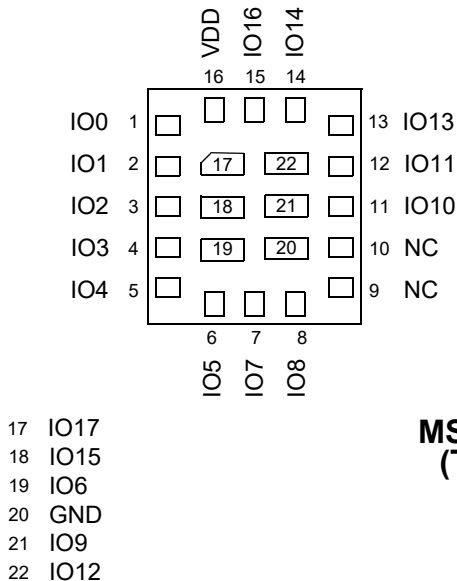 VDD IO16 IO14
16 15 14
IO0 1 13 IO13
IO1 2 17 22 12 IO11
IO2 3 18 21 11 IO10
IO3 4 19 20 10 NC
IO4 5 9 NC
6 7 8
IO5 IO7 IO8
17 IO17
18 IO15
19 IO6
20 GND
21 IO9
22 IO12